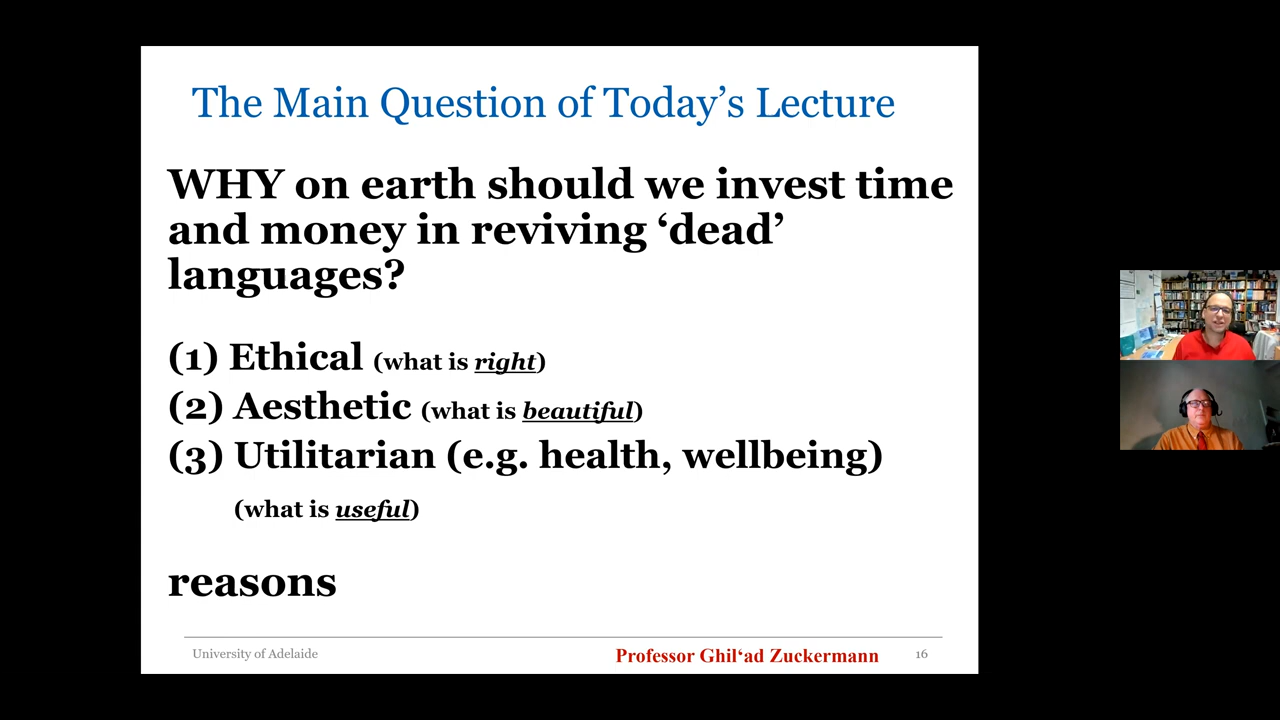 The Main Question of Today’s Lecture
WHY on earth should we invest time
and money in reviving ‘dead’
languages?
(1) Ethical (what is right)
(2) Aesthetic (what is beautiful)
(3) Utilitarian (e.g. health, wellbeing)
(what is useful)
reasons
University of Adelaide
Professor Ghil‘ad Zuckermann
16